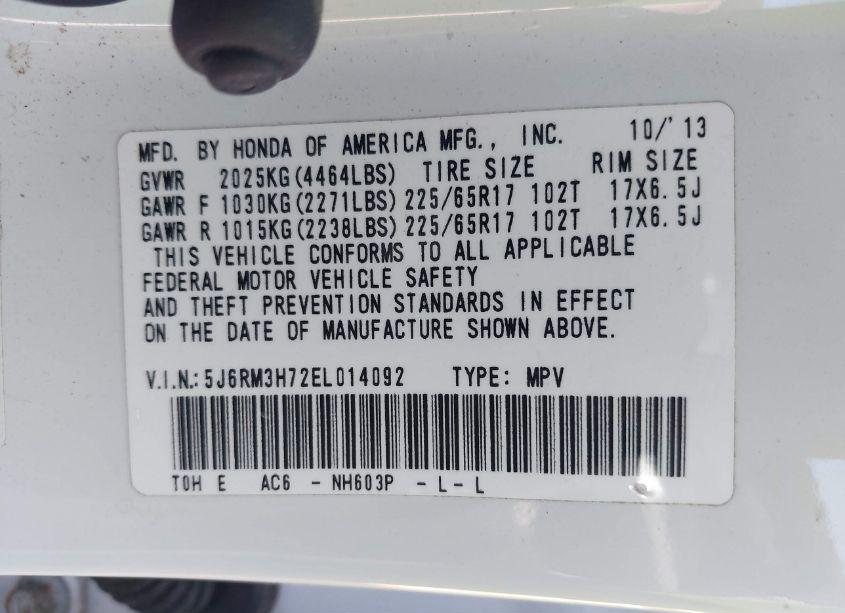 MFD. BY HONDA OF AMERICA MFG., INC. 10/'13
GVWR 2025KG(4464LBS) TIRE SIZE RIM SIZE
GAWR F 1030KG(2271LBS) 225/65R17 102T 17X6.5J
GAWR R 1015KG(2238LBS) 225/65R17 102T 17X6.5J
THIS VEHICLE CONFORMS TO ALL APPLICABLE
FEDERAL MOTOR VEHICLE SAFETY
AND THEFT PREVENTION STANDARDS IN EFFECT
ON THE DATE OF MANUFACTURE SHOWN ABOVE.
V.I.N.: 5J6RM3H72EL014092 TYPE: MPV
T0H E AC6 - NH603P - L- L